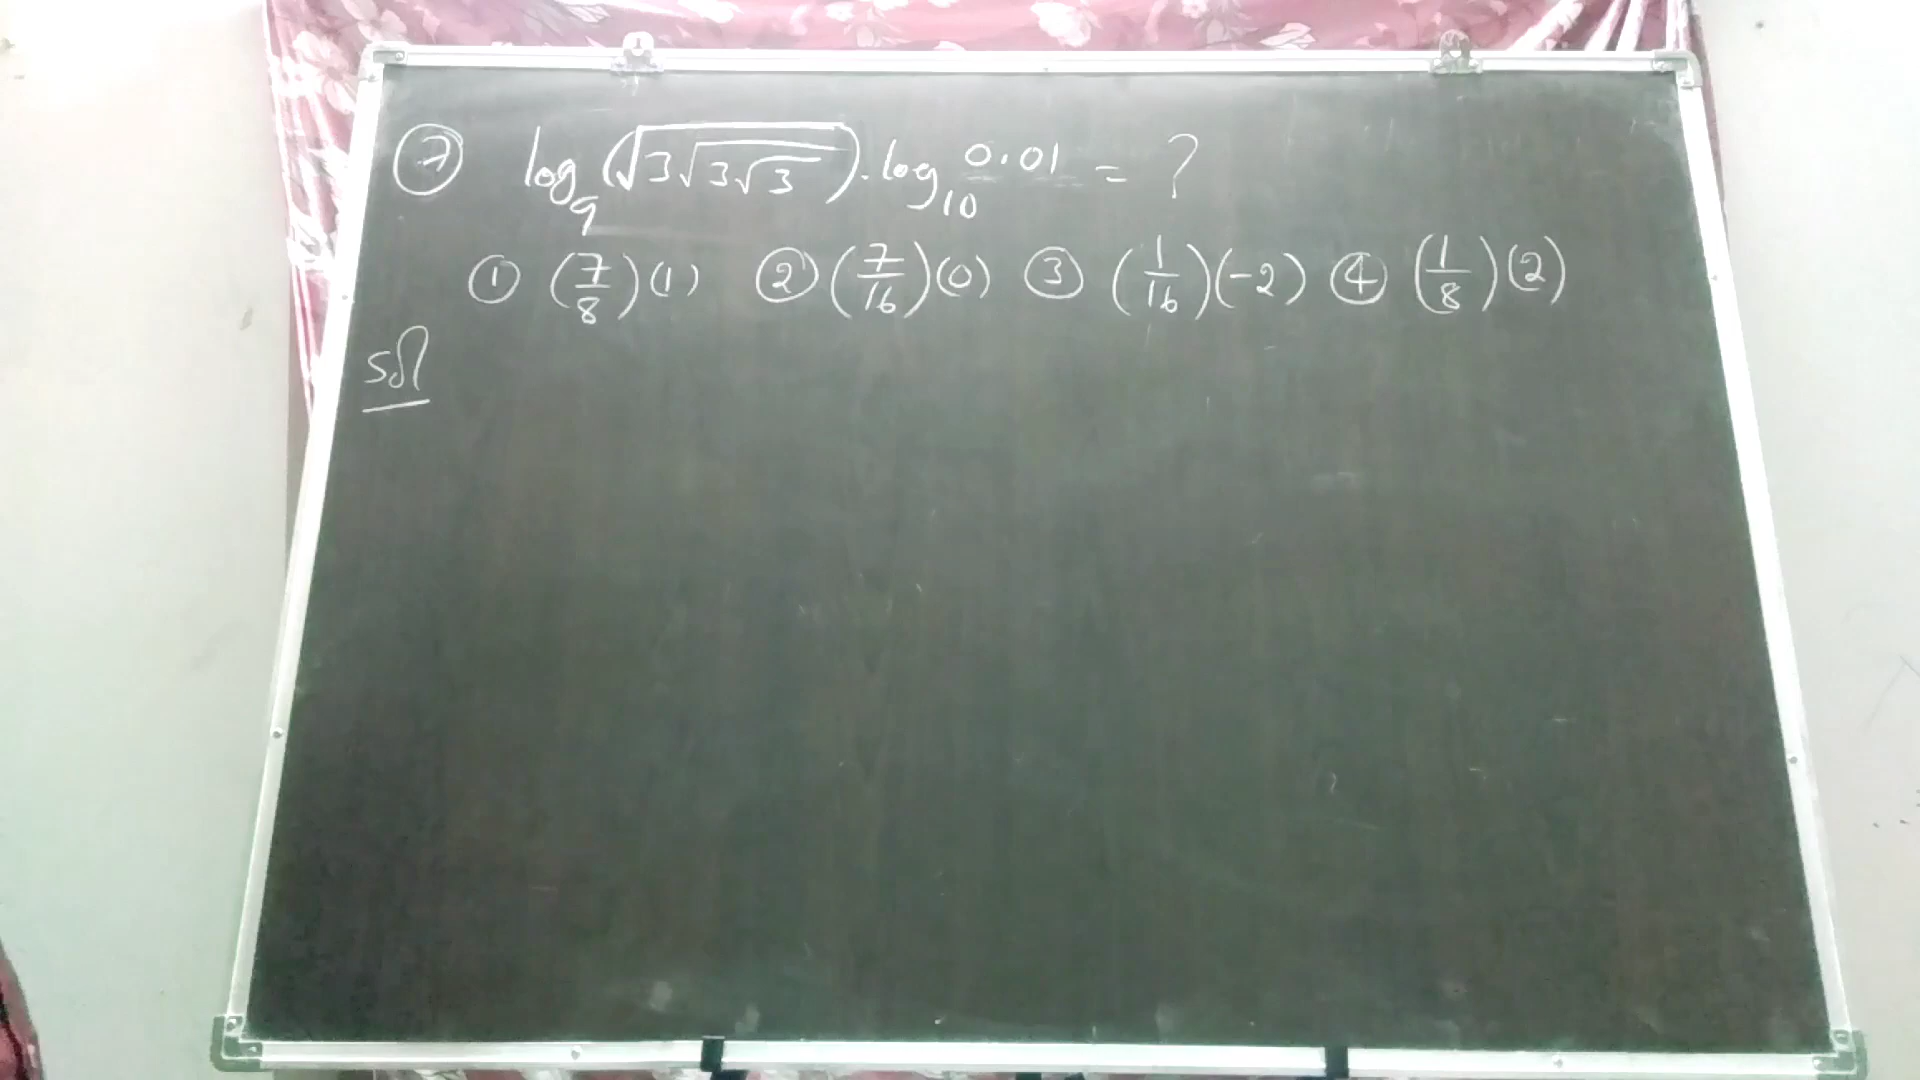 ⑦ log₉(√(3√(3√3))) · log₁₀ 0.01 = ?
① (7/8)(1) ② (7/16)(0) ③ (1/16)(-2) ④ (1/8)(2)
Sol